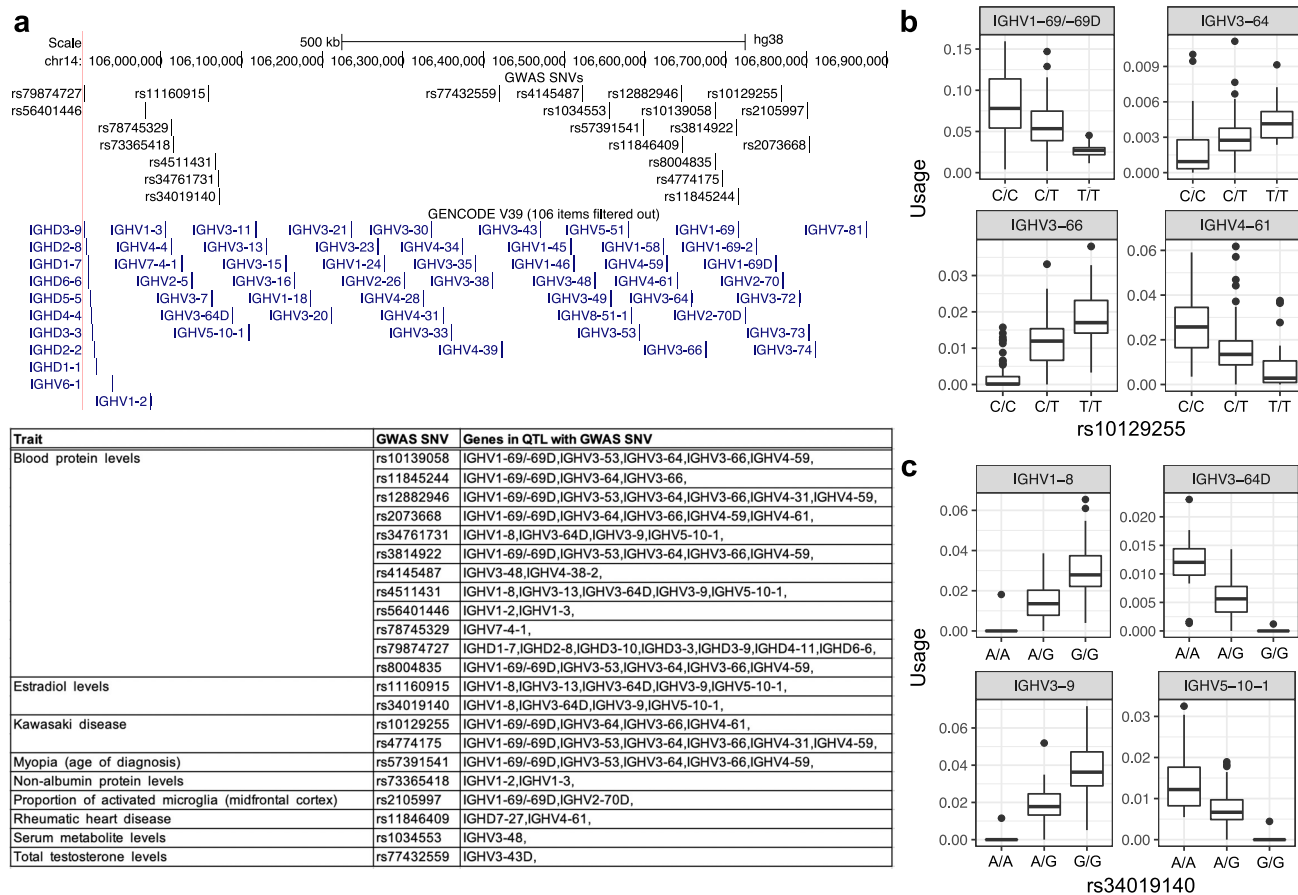 a
Scale 500 kb hg38
chr14: 106,000,000 106,100,000 106,200,000 106,300,000 106,400,000 106,500,000 106,600,000 106,700,000 106,800,000 106,900,000
GWAS SNVs
rs79874727 rs11160915 rs77432559 rs4145487 rs12882946 rs10129255
rs56401446 rs1034553 rs10139058 rs2105997
rs78745329 rs57391541 rs3814922
rs73365418 rs11846409 rs2073668
rs4511431 rs8004835
rs34761731 rs4774175
rs34019140 rs11845244
GENCODE V39 (106 items filtered out)
IGHD3-9 IGHV1-3 IGHV3-11 IGHV3-21 IGHV3-30 IGHV3-43 IGHV5-51 IGHV1-69 IGHV7-81
IGHD2-8 IGHV4-4 IGHV3-13 IGHV3-23 IGHV4-34 IGHV1-45 IGHV1-58 IGHV1-69-2
IGHD1-7 IGHV7-4-1 IGHV3-15 IGHV1-24 IGHV3-35 IGHV1-46 IGHV4-59 IGHV1-69D
IGHD6-6 IGHV2-5 IGHV3-16 IGHV2-26 IGHV3-38 IGHV3-48 IGHV4-61 IGHV2-70
IGHD5-5 IGHV3-7 IGHV1-18 IGHV4-28 IGHV3-49 IGHV3-64 IGHV3-72
IGHD4-4 IGHV3-64D IGHV3-20 IGHV4-31 IGHV8-51-1 IGHV2-70D
IGHD3-3 IGHV5-10-1 IGHV3-33 IGHV3-53 IGHV3-73
IGHD2-2 IGHV4-39 IGHV3-66 IGHV3-74
IGHD1-1
IGHV6-1
IGHV1-2
Trait GWAS SNV Genes in QTL with GWAS SNV
Blood protein levels rs10139058 IGHV1-69/-69D,IGHV3-53,IGHV3-64,IGHV3-66,IGHV4-59,
rs11845244 IGHV1-69/-69D,IGHV3-64,IGHV3-66,
rs12882946 IGHV1-69/-69D,IGHV3-53,IGHV3-64,IGHV3-66,IGHV4-31,IGHV4-59,
rs2073668 IGHV1-69/-69D,IGHV3-64,IGHV3-66,IGHV4-59,IGHV4-61,
rs34761731 IGHV1-8,IGHV3-64D,IGHV3-9,IGHV5-10-1,
rs3814922 IGHV1-69/-69D,IGHV3-53,IGHV3-64,IGHV3-66,IGHV4-59,
rs4145487 IGHV3-48,IGHV4-38-2,
rs4511431 IGHV1-8,IGHV3-13,IGHV3-64D,IGHV3-9,IGHV5-10-1,
rs56401446 IGHV1-2,IGHV1-3,
rs78745329 IGHV7-4-1,
rs79874727 IGHD1-7,IGHD2-8,IGHD3-10,IGHD3-3,IGHD3-9,IGHD4-11,IGHD6-6,
rs8004835 IGHV1-69/-69D,IGHV3-53,IGHV3-64,IGHV3-66,IGHV4-59,
Estradiol levels rs11160915 IGHV1-8,IGHV3-13,IGHV3-64D,IGHV3-9,IGHV5-10-1,
rs34019140 IGHV1-8,IGHV3-64D,IGHV3-9,IGHV5-10-1,
Kawasaki disease rs10129255 IGHV1-69/-69D,IGHV3-64,IGHV3-66,IGHV4-61,
rs4774175 IGHV1-69/-69D,IGHV3-53,IGHV3-64,IGHV3-66,IGHV4-31,IGHV4-59,
Myopia (age of diagnosis) rs57391541 IGHV1-69/-69D,IGHV3-53,IGHV3-64,IGHV3-66,IGHV4-59,
Non-albumin protein levels rs73365418 IGHV1-2,IGHV1-3,
Proportion of activated microglia (midfrontal cortex) rs2105997 IGHV1-69/-69D,IGHV2-70D,
Rheumatic heart disease rs11846409 IGHD7-27,IGHV4-61,
Serum metabolite levels rs1034553 IGHV3-48,
Total testosterone levels rs77432559 IGHV3-43D,
b
IGHV1−69/−69D IGHV3−64
0.15
0.10
0.05
0.00
0.009
0.006
0.003
0.000
C/C C/T T/T C/C C/T T/T
Usage
IGHV3−66 IGHV4−61
0.03
0.02
0.01
0.00
0.06
0.04
0.02
0.00
C/C C/T T/T C/C C/T T/T
rs10129255
c
IGHV1−8 IGHV3−64D
0.06
0.04
0.02
0.00
0.020
0.015
0.010
0.005
0.000
A/A A/G G/G A/A A/G G/G
Usage
IGHV3−9 IGHV5−10−1
0.06
0.04
0.02
0.00
0.03
0.02
0.01
0.00
A/A A/G G/G A/A A/G G/G
rs34019140